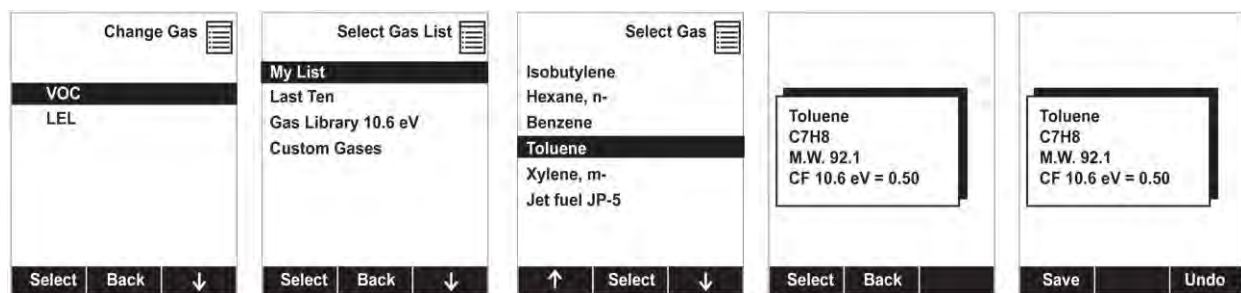 Change Gas
VOC
LEL
Select Back ↓
Select Gas List
My List
Last Ten
Gas Library 10.6 eV
Custom Gases
Select Back ↓
Select Gas
Isobutylene
Hexane, n-
Benzene
Toluene
Xylene, m-
Jet fuel JP-5
↑ Select ↓
Toluene
C7H8
M.W. 92.1
CF 10.6 eV = 0.50
Select Back
Toluene
C7H8
M.W. 92.1
CF 10.6 eV = 0.50
Save Undo